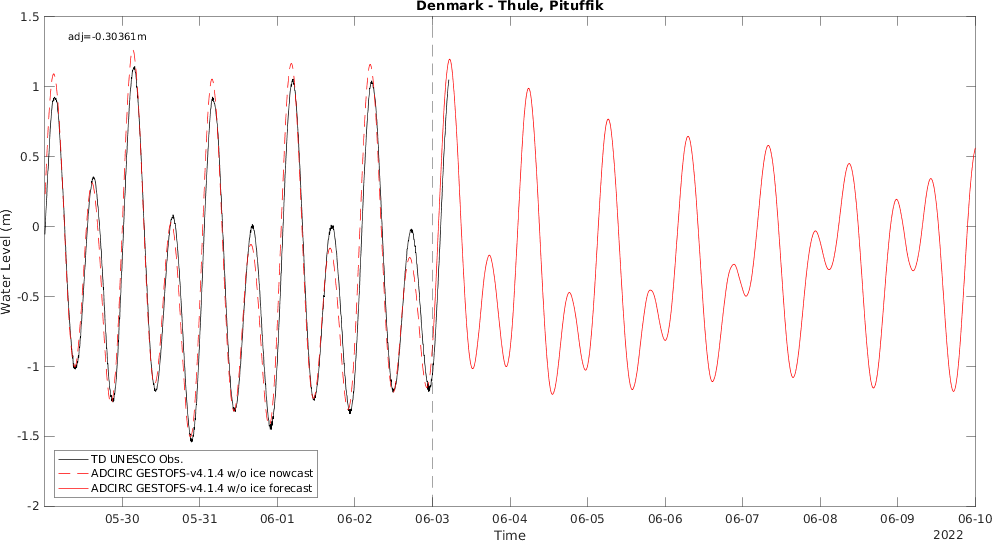 Denmark - Thule, Pituffik
adj=-0.30361m
1.5
1
0.5
0
-0.5
-1
-1.5
-2
Water Level (m)
TD UNESCO Obs.
ADCIRC GESTOFS-v4.1.4 w/o ice nowcast
ADCIRC GESTOFS-v4.1.4 w/o ice forecast
05-30 05-31 06-01 06-02 06-03 06-04 06-05 06-06 06-07 06-08 06-09 06-10
Time
2022